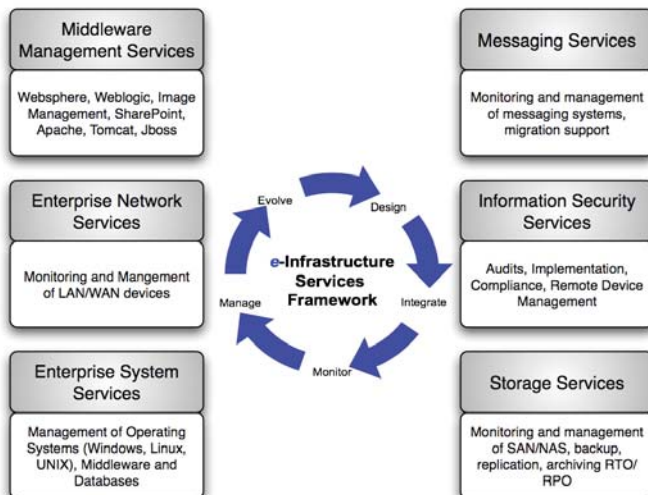 Middleware
Management Services
Websphere, Weblogic, Image
Management, SharePoint,
Apache, Tomcat, Jboss
Enterprise Network
Services
Monitoring and Mangement
of LAN/WAN devices
Enterprise System
Services
Management of Operating
Systems (Windows, Linux,
UNIX), Middleware and
Databases
Evolve
Design
e-Infrastructure
Services
Framework
Manage
Integrate
Monitor
Messaging Services
Monitoring and management
of messaging systems,
migration support
Information Security
Services
Audits, Implementation,
Compliance, Remote Device
Management
Storage Services
Monitoring and management
of SAN/NAS, backup,
replication, archiving RTO/
RPO